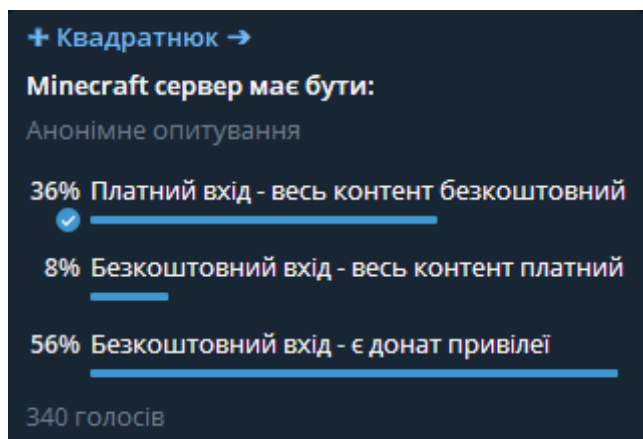 + Квадратнюк →
Minecraft сервер має бути:
Анонімне опитування
36% Платний вхід - весь контент безкоштовний
8% Безкоштовний вхід - весь контент платний
56% Безкоштовний вхід - є донат привілеї
340 голосів